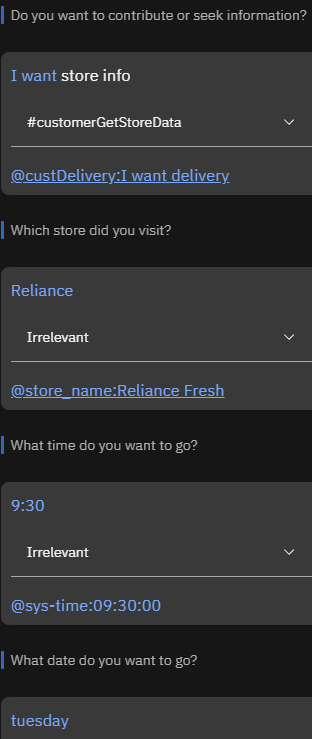 Do you want to contribute or seek information?
I want store info
#customerGetStoreData
@custDelivery:I want delivery
Which store did you visit?
Reliance
Irrelevant
@store_name:Reliance Fresh
What time do you want to go?
9:30
Irrelevant
@sys-time:09:30:00
What date do you want to go?
tuesday